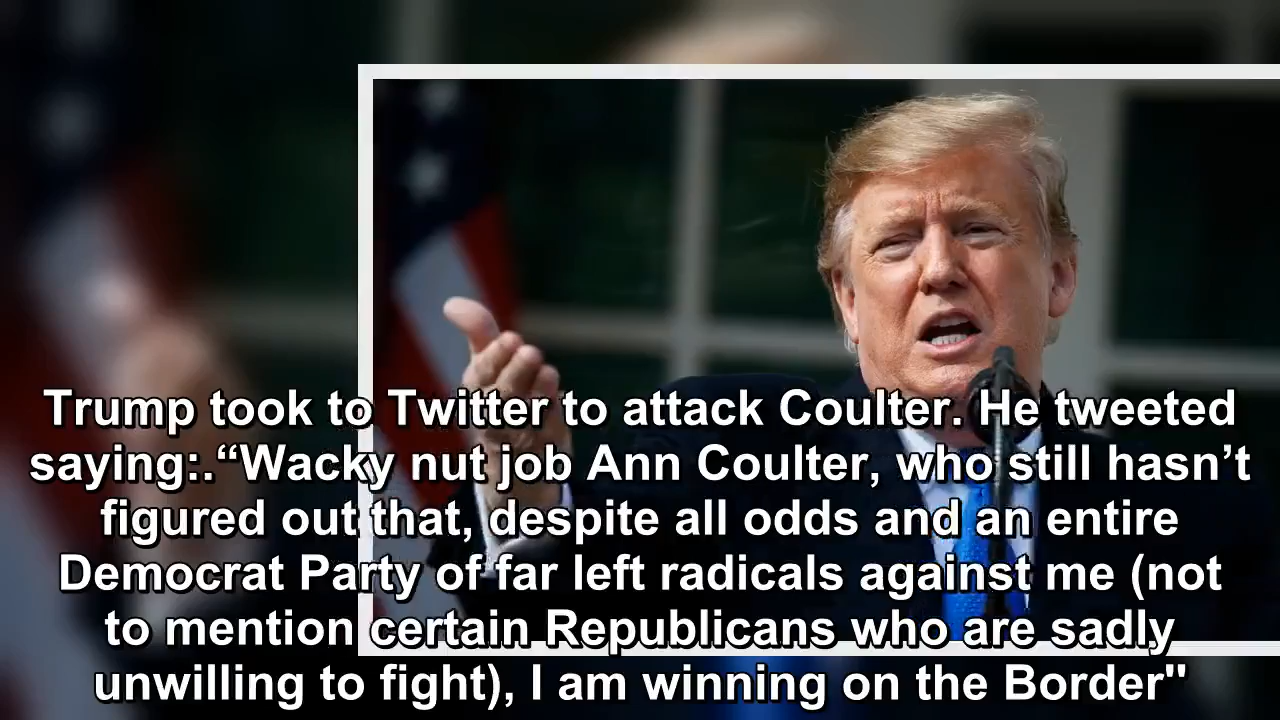 Trump took to Twitter to attack Coulter. He tweeted
saying:.“Wacky nut job Ann Coulter, who still hasn’t
figured out that, despite all odds and an entire
Democrat Party of far left radicals against me (not
to mention certain Republicans who are sadly
unwilling to fight), I am winning on the Border"